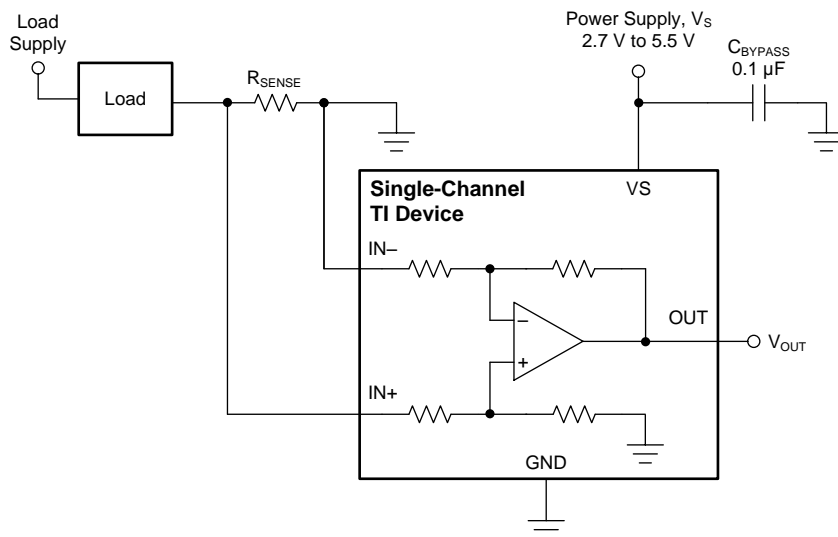 Load
Supply
Load
R_SENSE
Power Supply, V_S
2.7 V to 5.5 V
C_BYPASS
0.1 µF
Single-Channel
TI Device
VS
IN–
–
+
OUT
V_OUT
IN+
GND